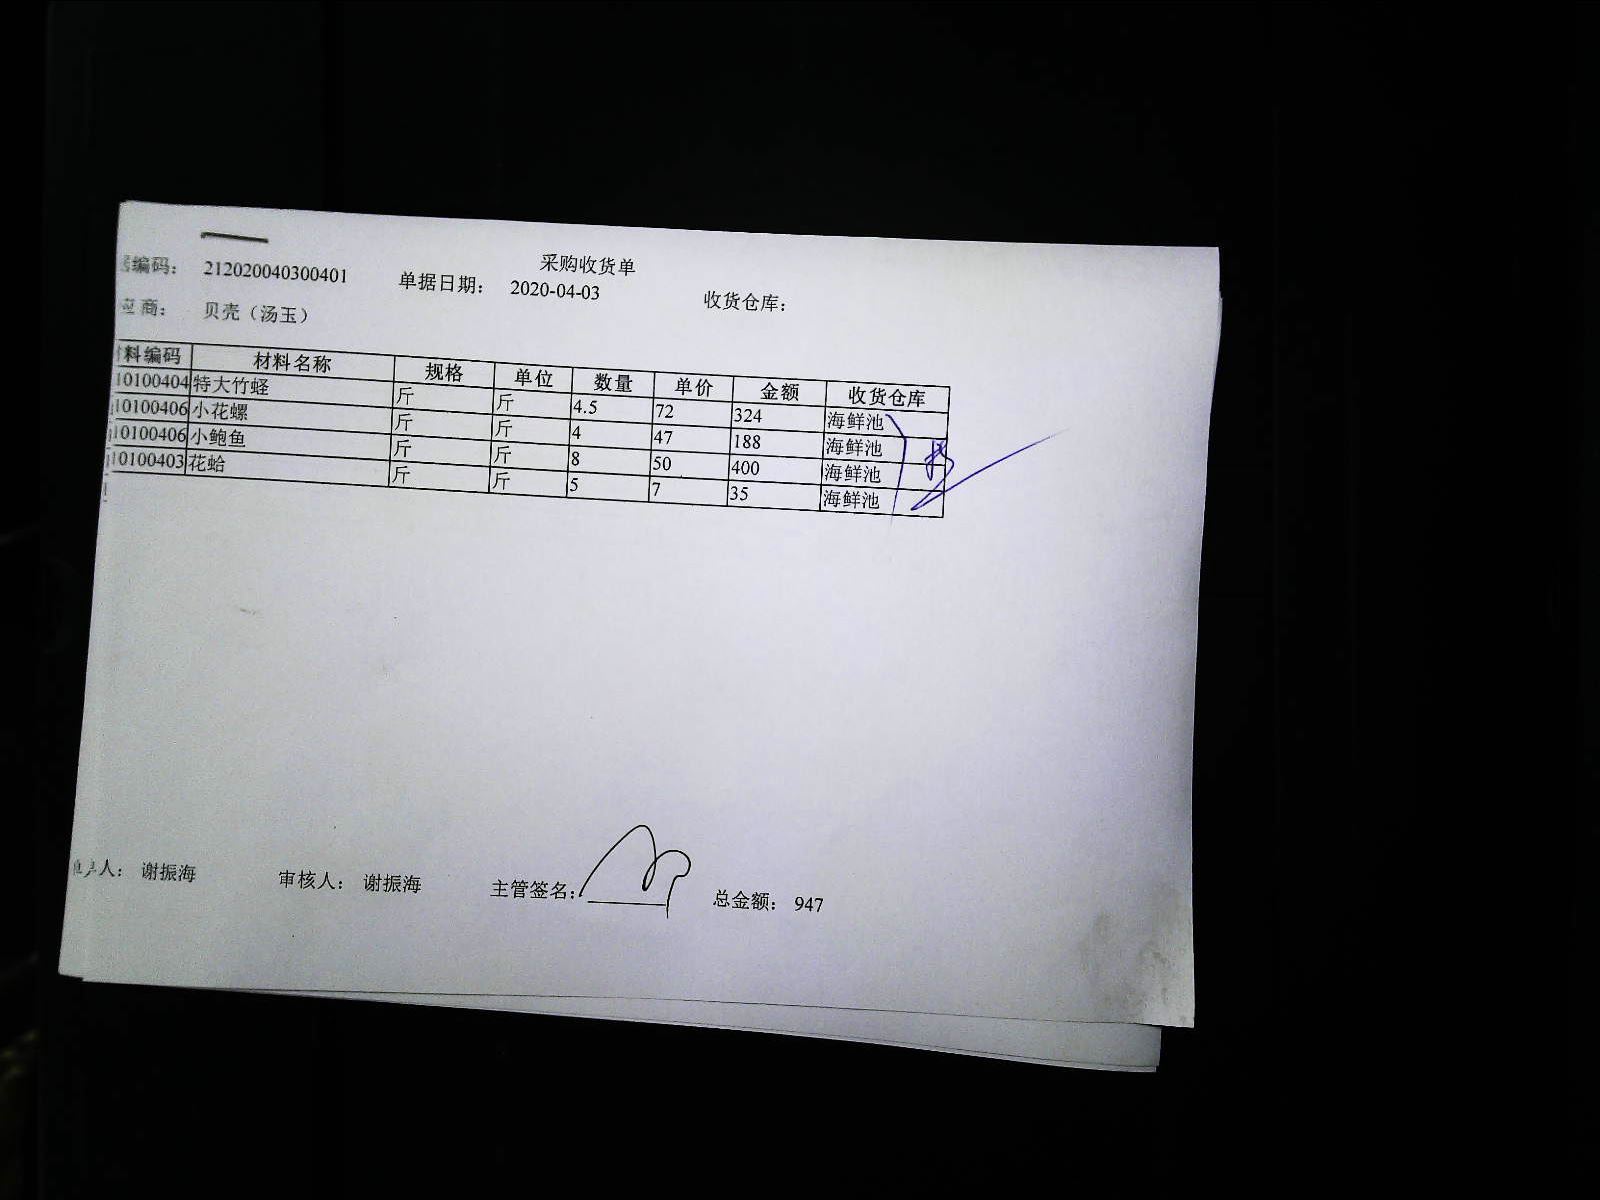 采购收货单
编码: 212020040300401 单据日期: 2020-04-03 收货仓库:
商: 贝壳（汤玉）
料编码 材料名称 规格 单位 数量 单价 金额 收货仓库
10100404 特大竹蛏 斤 斤 4.5 72 324 海鲜池
10100406 小花螺 斤 斤 4 47 188 海鲜池
10100406 小鲍鱼 斤 斤 8 50 400 海鲜池
10100403 花蛤 斤 斤 5 7 35 海鲜池
人: 谢振海 审核人: 谢振海 主管签名: 总金额: 947